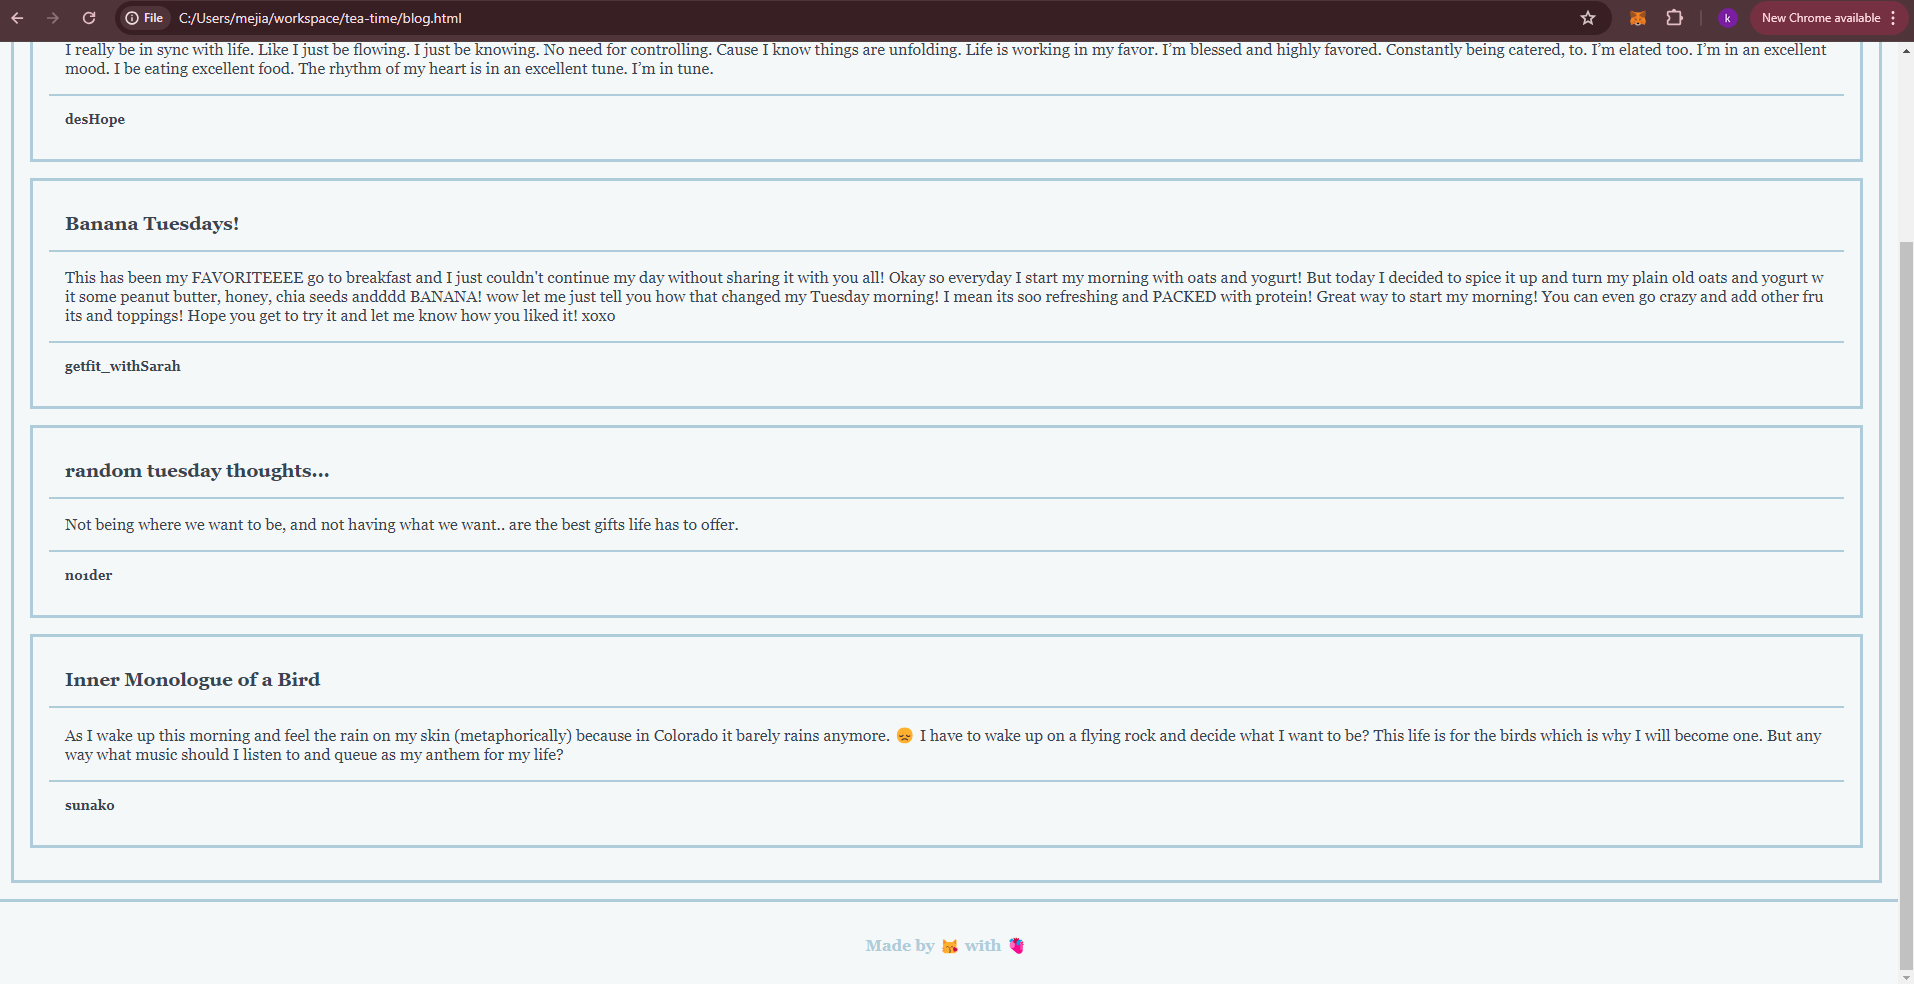 File
C:/Users/mejia/workspace/tea-time/blog.html
k
New Chrome available
I really be in sync with life. Like I just be flowing. I just be knowing. No need for controlling. Cause I know things are unfolding. Life is working in my favor. I’m blessed and highly favored. Constantly being catered, to. I’m elated too. I’m in an excellent
mood. I be eating excellent food. The rhythm of my heart is in an excellent tune. I’m in tune.
desHope
Banana Tuesdays!
This has been my FAVORITEEEE go to breakfast and I just couldn't continue my day without sharing it with you all! Okay so everyday I start my morning with oats and yogurt! But today I decided to spice it up and turn my plain old oats and yogurt w
it some peanut butter, honey, chia seeds andddd BANANA! wow let me just tell you how that changed my Tuesday morning! I mean its soo refreshing and PACKED with protein! Great way to start my morning! You can even go crazy and add other fru
its and toppings! Hope you get to try it and let me know how you liked it! xoxo
getfit_withSarah
random tuesday thoughts...
Not being where we want to be, and not having what we want.. are the best gifts life has to offer.
no1der
Inner Monologue of a Bird
As I wake up this morning and feel the rain on my skin (metaphorically) because in Colorado it barely rains anymore. 😞 I have to wake up on a flying rock and decide what I want to be? This life is for the birds which is why I will become one. But any
way what music should I listen to and queue as my anthem for my life?
sunako
Made by 😽 with 🫀